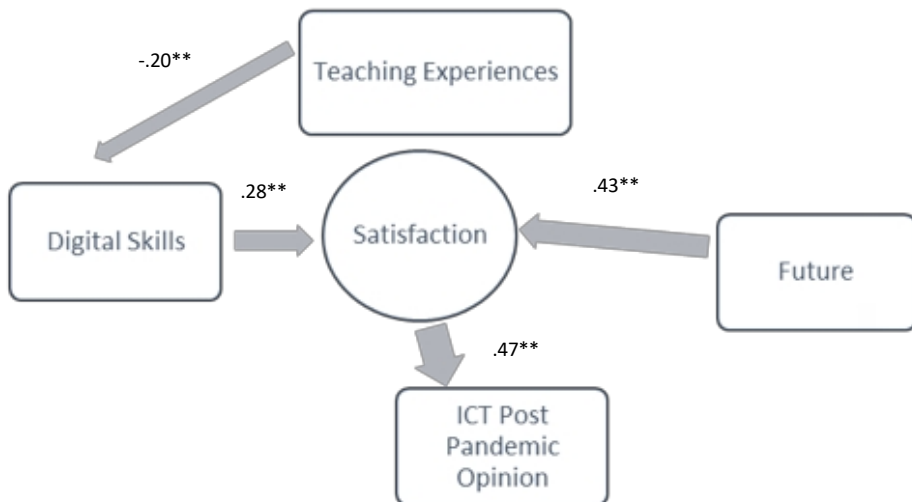 -.20**
Teaching Experiences
.28**
.43**
Digital Skills
Satisfaction
Future
.47**
ICT Post
Pandemic
Opinion